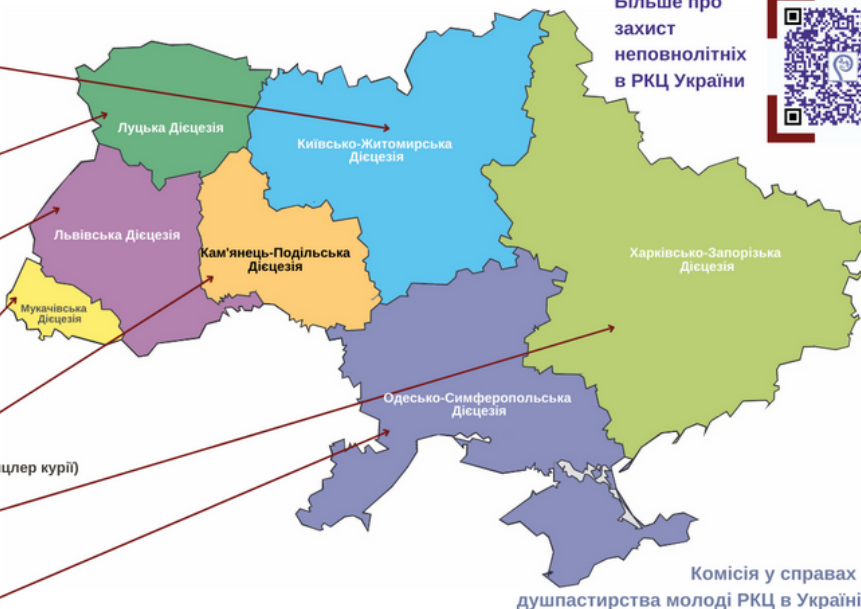 Більше про
захист
неповнолітніх
в РКЦ України
Луцька Дієцезія
Київсько-Житомирська
Дієцезія
Львівська Дієцезія
Кам'янець-Подільська
Дієцезія
Харківсько-Запорізька
Дієцезія
Мукачівська
Дієцезія
Одесько-Симферопольська
Дієцезія
цлер курії)
Комісія у справах
душпастирства молоді РКЦ в Україні